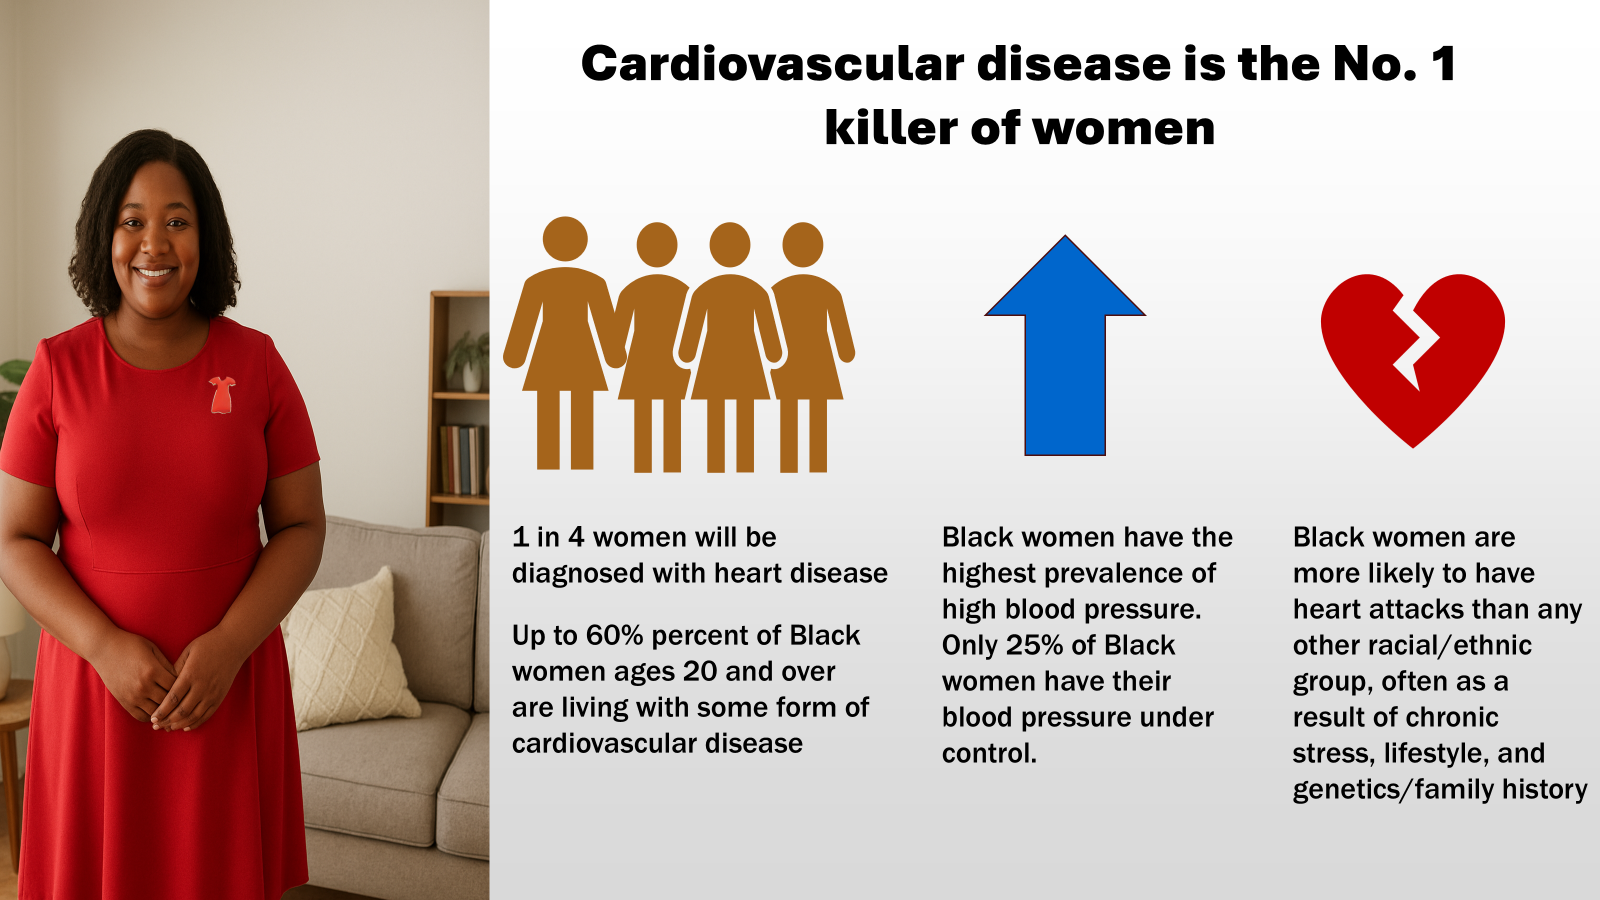 Cardiovascular disease is the No. 1
killer of women
1 in 4 women will be
diagnosed with heart disease
Up to 60% percent of Black
women ages 20 and over
are living with some form of
cardiovascular disease
Black women have the
highest prevalence of
high blood pressure.
Only 25% of Black
women have their
blood pressure under
control.
Black women are
more likely to have
heart attacks than any
other racial/ethnic
group, often as a
result of chronic
stress, lifestyle, and
genetics/family history